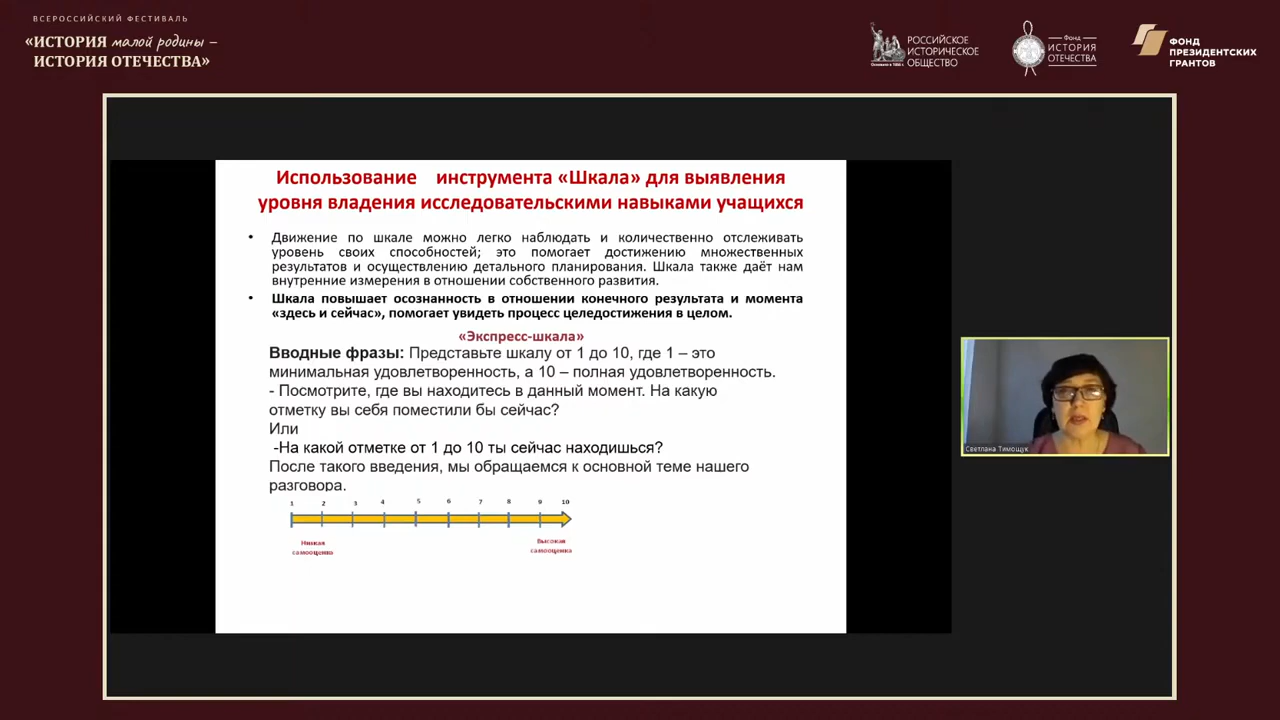 ВСЕРОССИЙСКИЙ ФЕСТИВАЛЬ
«ИСТОРИЯ малой родины –
ИСТОРИЯ ОТЕЧЕСТВА»
РОССИЙСКОЕ
ИСТОРИЧЕСКОЕ
ОБЩЕСТВО
Основано в 1866 г.
Фонд
ИСТОРИЯ
ОТЕЧЕСТВА
ФОНД
ПРЕЗИДЕНТСКИХ
ГРАНТОВ
Использование инструмента «Шкала» для выявления
уровня владения исследовательскими навыками учащихся
• Движение по шкале можно легко наблюдать и количественно отслеживать
уровень своих способностей; это помогает достижению множественных
результатов и осуществлению детального планирования. Шкала также даёт нам
внутренние измерения в отношении собственного развития.
• Шкала повышает осознанность в отношении конечного результата и момента
«здесь и сейчас», помогает увидеть процесс целедостижения в целом.
«Экспресс-шкала»
Вводные фразы: Представьте шкалу от 1 до 10, где 1 – это
минимальная удовлетворенность, а 10 – полная удовлетворенность.
- Посмотрите, где вы находитесь в данный момент. На какую
отметку вы себя поместили бы сейчас?
Или
-На какой отметке от 1 до 10 ты сейчас находишься?
После такого введения, мы обращаемся к основной теме нашего
разговора.
1 2 3 4 5 6 7 8 9 10
Низкая
самооценка
Высокая
самооценка
Светлана Тимощук